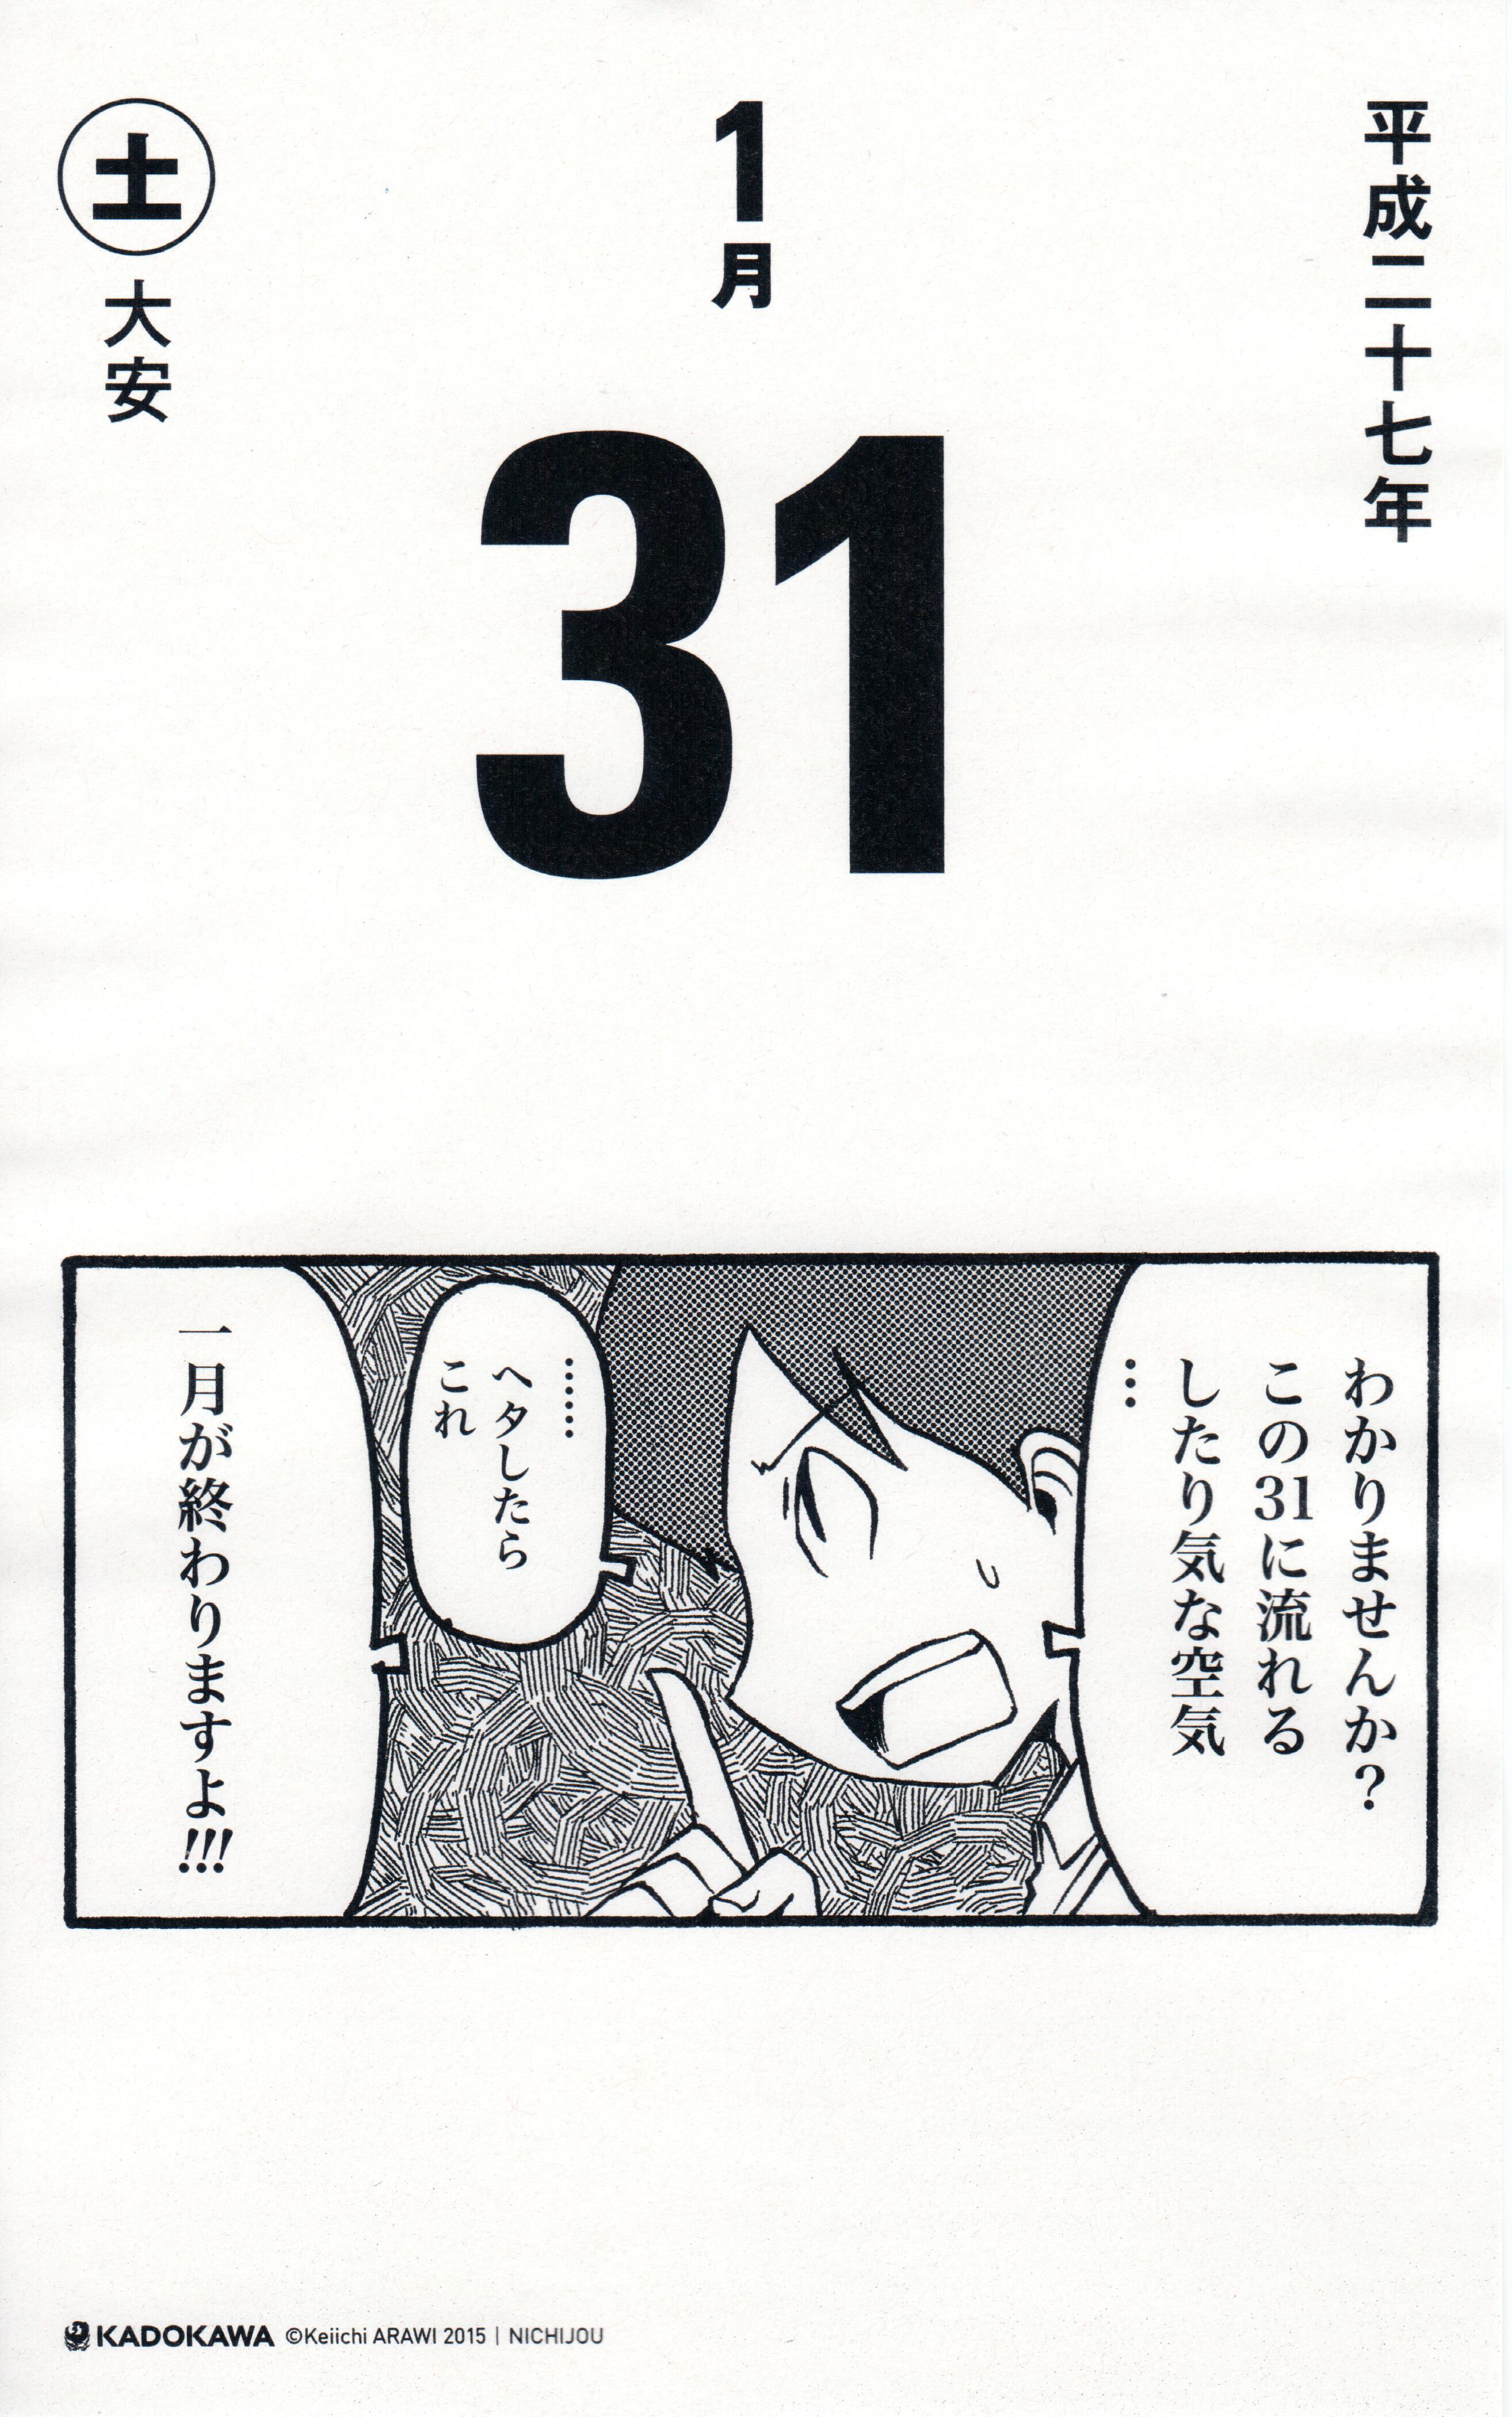 平成二十七年
1月
31
土
大安
わかりませんか?
この31に流れる
したり気な空気
…
……
ヘタしたら
これ
一月が終わりますよ!!!
KADOKAWA ©Keiichi ARAWI 2015 | NICHIJOU